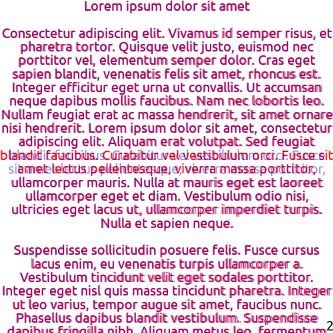 Lorem ipsum dolor sit amet
Consectetur adipiscing elit. Vivamus id semper risus, et
pharetra tortor. Quisque velit justo, euismod nec
porttitor vel, elementum semper dolor. Cras eget
sapien blandit, venenatis felis sit amet, rhoncus est.
Integer efficitur eget urna ut convallis. Ut accumsan
neque dapibus mollis faucibus. Nam nec lobortis leo.
Nullam feugiat erat ac massa hendrerit, sit amet ornare
nisi hendrerit. Lorem ipsum dolor sit amet, consectetur
adipiscing elit. Aliquam erat volutpat. Sed feugiat
blandit faucibus. Curabitur vel vestibulum orci. Fusce sit
amet lectus pellentesque, viverra massa porttitor,
ullamcorper mauris. Nulla at mauris eget est laoreet
ullamcorper eget et diam. Vestibulum odio nisi,
ultricies eget lacus ut, ullamcorper imperdiet turpis.
Nulla et sapien neque.
Suspendisse sollicitudin posuere felis. Fusce cursus
lacus enim, eu venenatis turpis ullamcorper a.
Vestibulum tincidunt velit eget sodales porttitor.
Integer eget nisl quis massa tincidunt pharetra. Integer
ut leo varius, tempor augue sit amet, faucibus nunc.
Phasellus dapibus blandit vestibulum. Suspendisse
dapibus fringilla nibh. Aliquam metus leo, fermentum
2